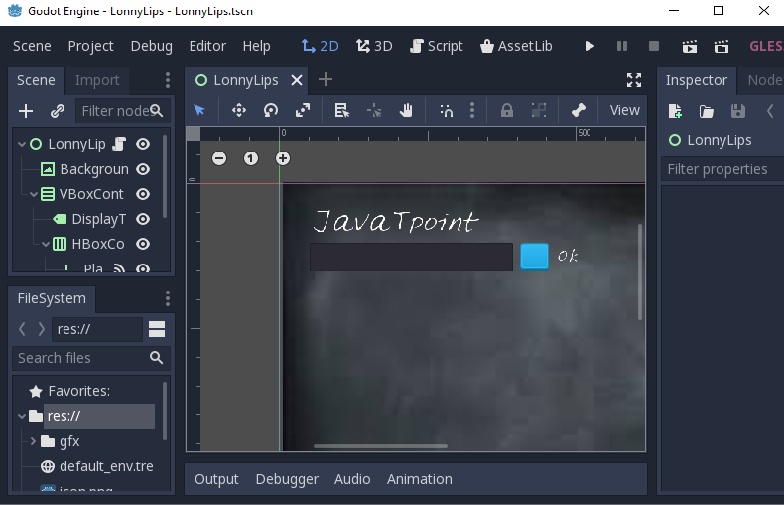 Godot Engine - LonnyLips - LonnyLips.tscn
Scene Project Debug Editor Help 2D 3D Script AssetLib GLES
Scene Import LonnyLips Inspector Node
Filter nodes View
0 500
LonnyLip LonnyLips
Backgroun 1 Filter properties
VBoxCont 0
DisplayT JavaTpoint
HBoxCo Ok
Pla
FileSystem
res://
Search files
Favorites:
res://
gfx
default_env.tre Output Debugger Audio Animation
icon.png